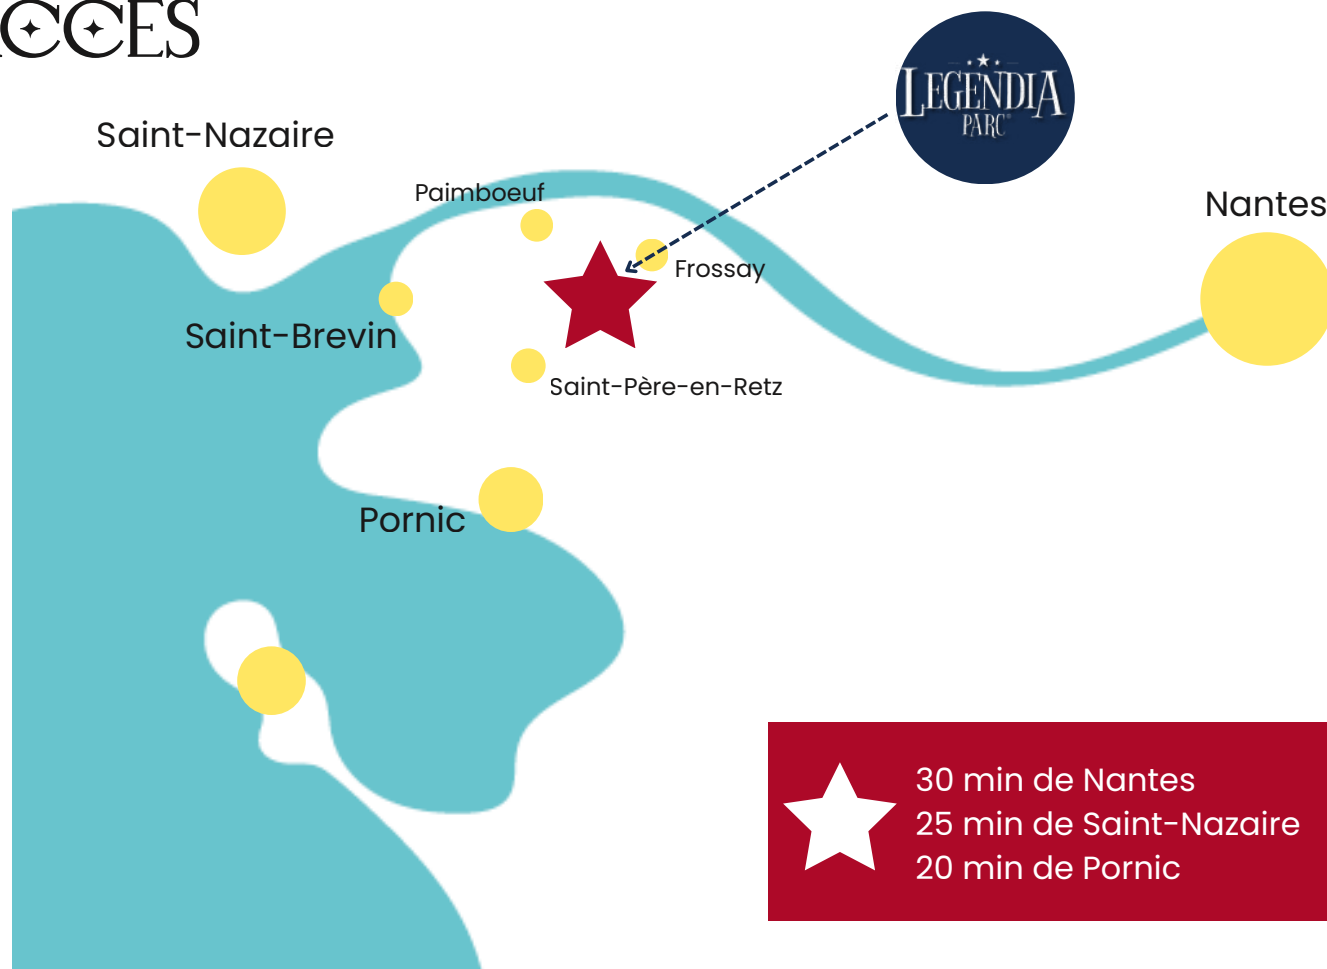 ACCÈS
LEGENDIA
PARC
Saint-Nazaire
Paimboeuf
Nantes
Frossay
Saint-Brevin
Saint-Père-en-Retz
Pornic
30 min de Nantes
25 min de Saint-Nazaire
20 min de Pornic